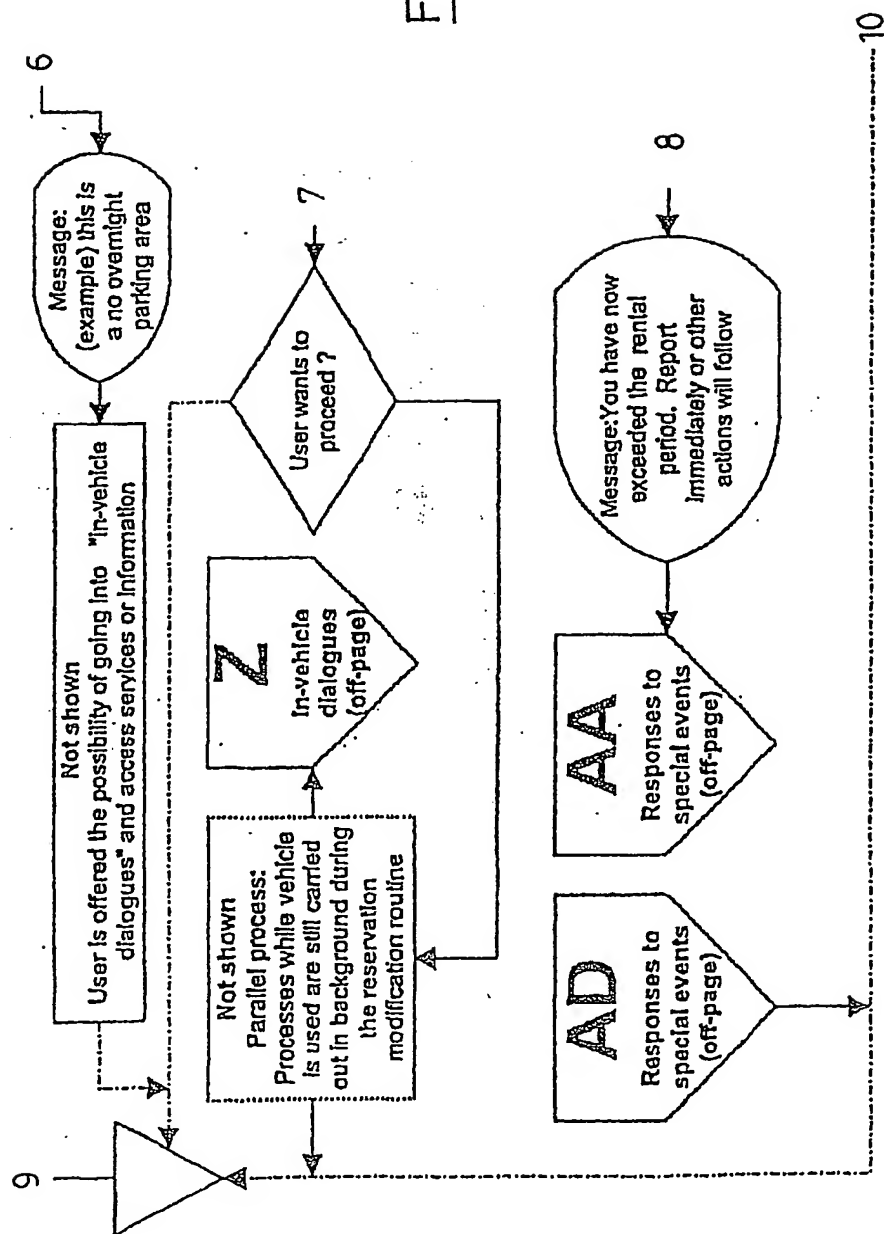 F
6
Message:
(example) this is
a no overnight
parking area
Not shown
User is offered the possibility of going into "in-vehicle
dialogues" and access services or information
9
7
User wants to
proceed ?
Z
In-vehicle
dialogues
(off-page)
Not shown
Parallel process:
Processes while vehicle
is used are still carried
out in background during
the reservation
modification routine
8
Message:You have now
exceeded the rental
period. Report
Immediately or other
actions will follow
AA
Responses to
special events
(off-page)
AD
Responses to
special events
(off-page)
10